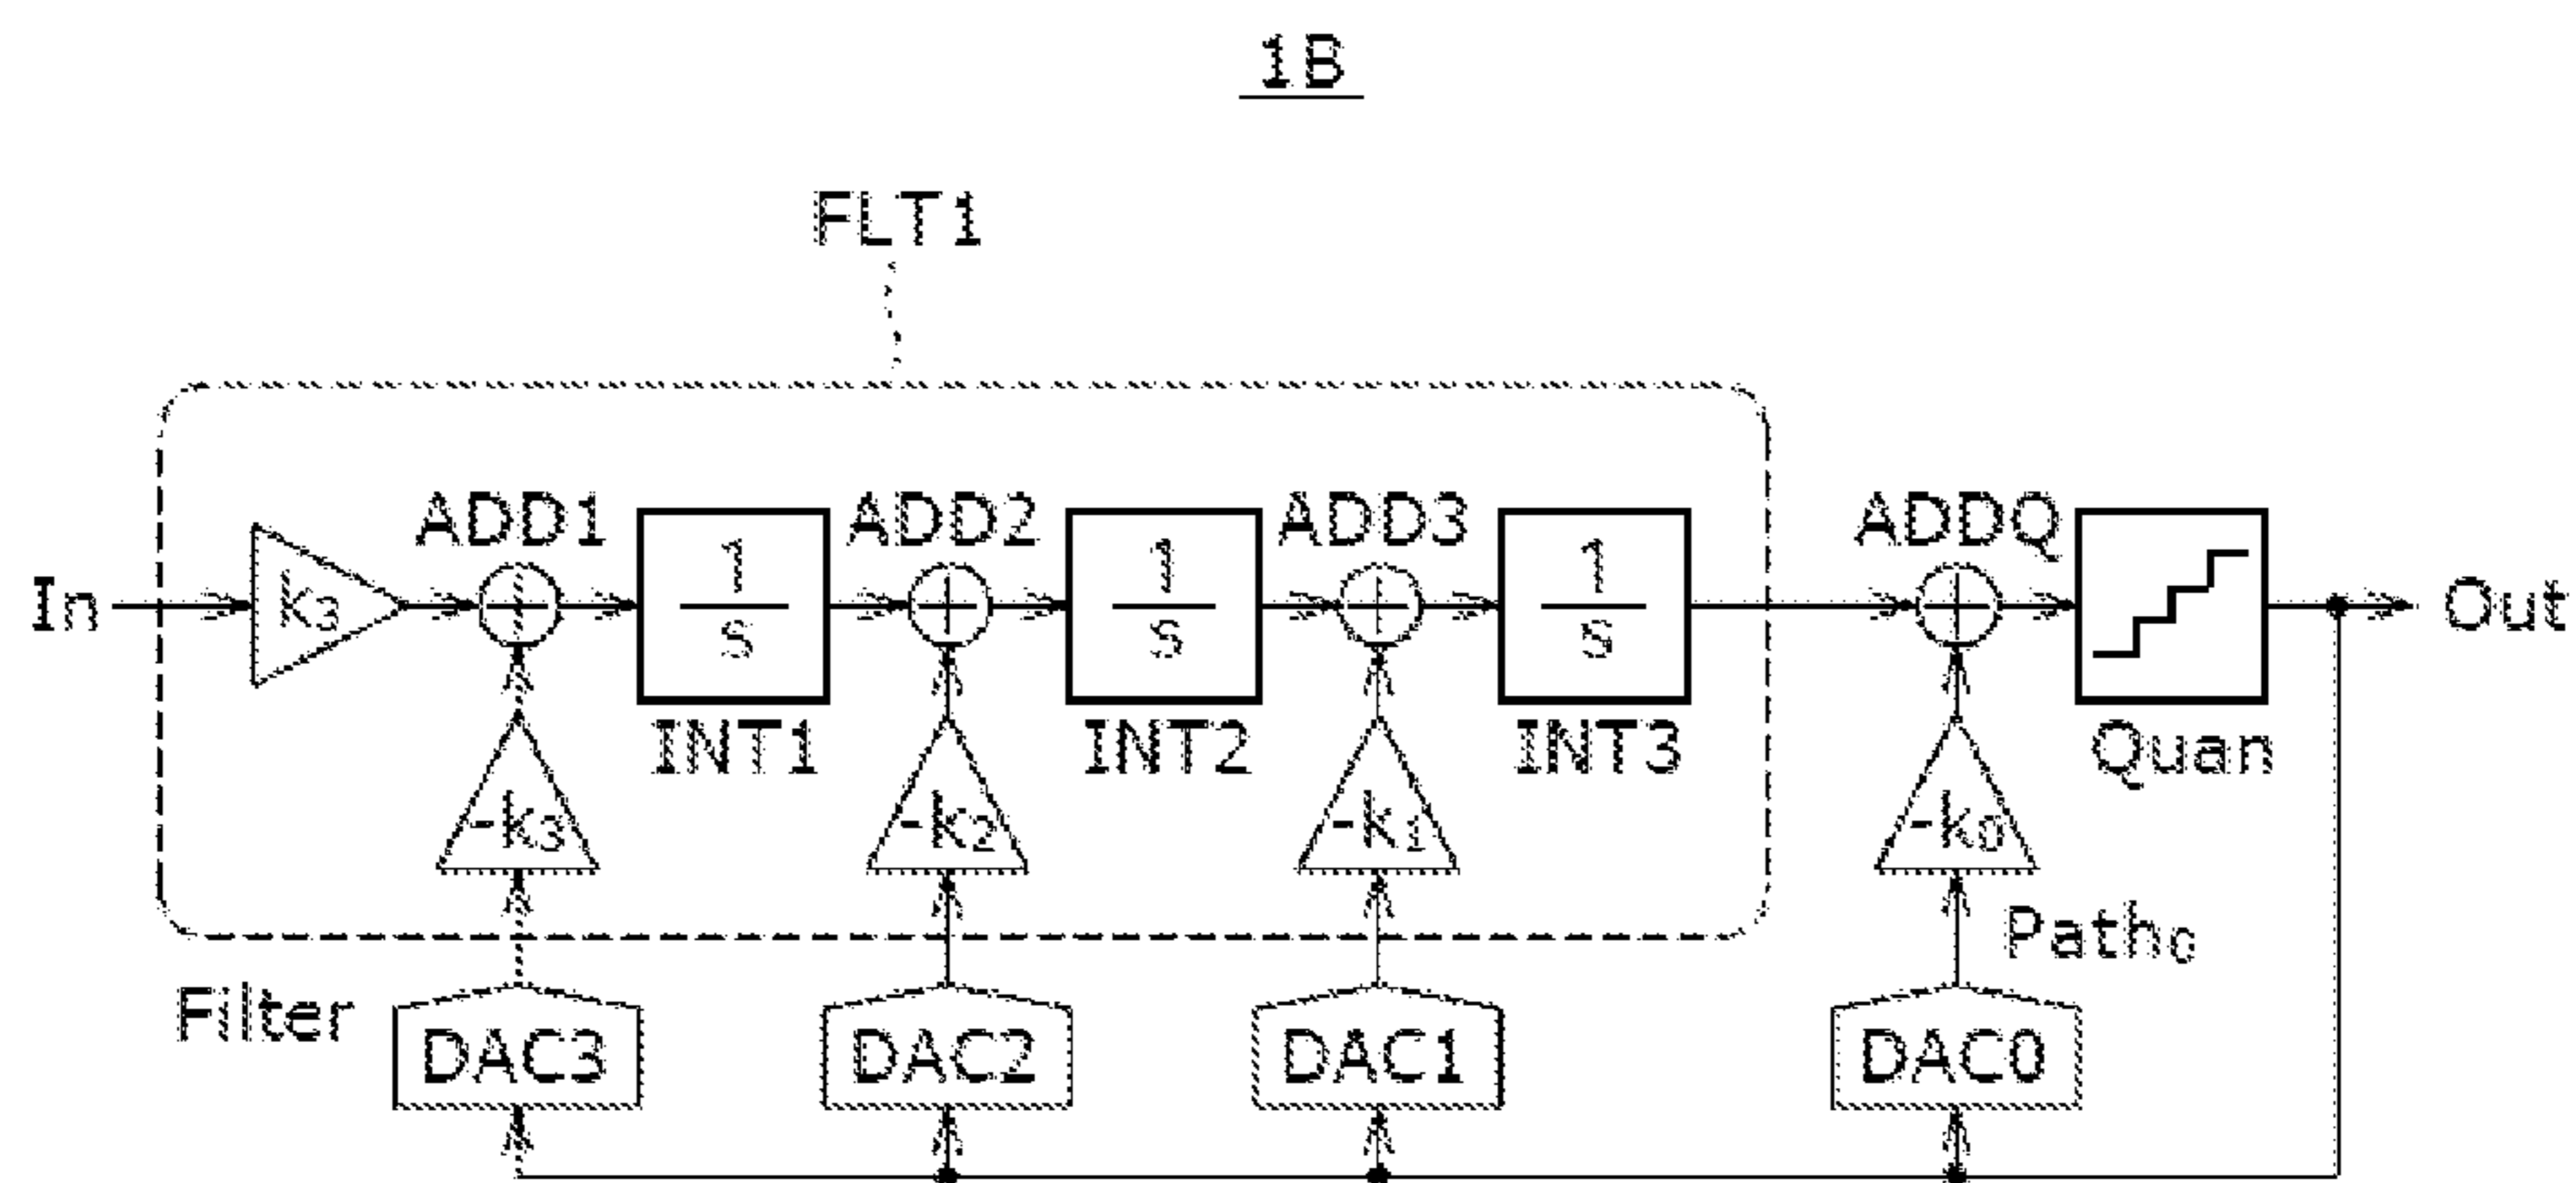 1B
FLT1
ADD1 ADD2 ADD3 ADDQ
In k3 1/s 1/s 1/s Out
INT1 INT2 INT3 Quan
-k3 -k2 -k1 -k0
Path0
Filter
DAC3 DAC2 DAC1 DAC0